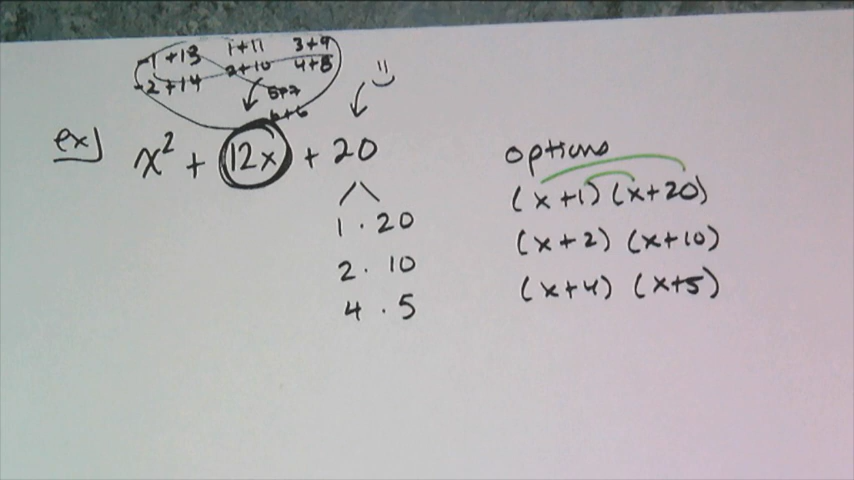 -1+13 1+11 3+9
-2+14 2+10 4+8
5+7
6+6
ex) x² + 12x + 20
1 · 20
2 · 10
4 · 5
options
(x+1)(x+20)
(x+2) (x+10)
(x+4) (x+5)